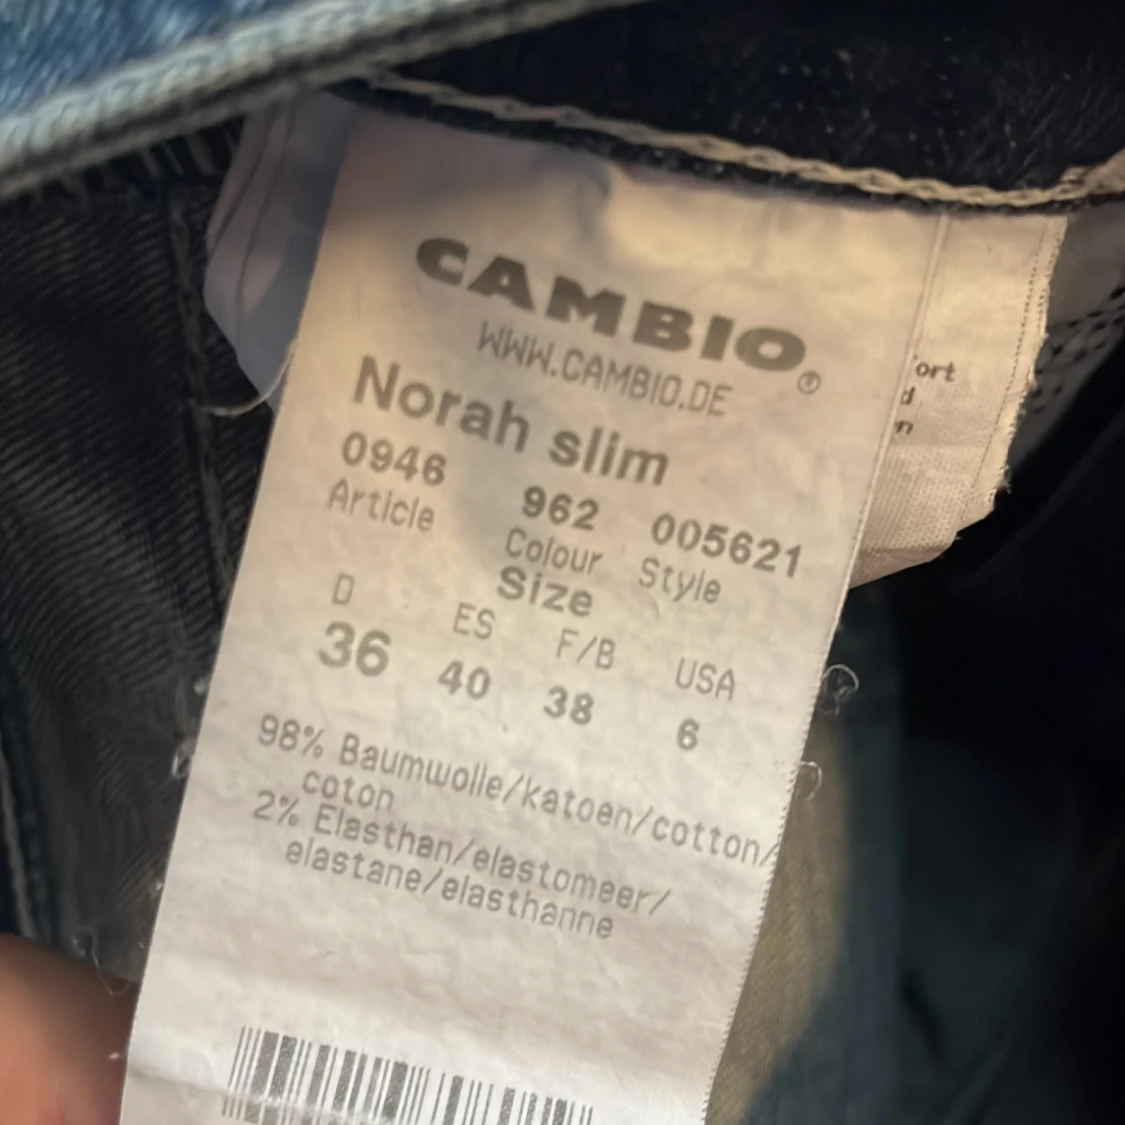 CAMBIO®
WWW.CAMBIO.DE
Norah slim
0946 962 005621
Article Colour Style
Size
D ES F/B USA
36 40 38 6
98% Baumwolle/katoen/cotton/
coton
2% Elasthan/elastomeer/
elastane/elasthanne
ort
d
n